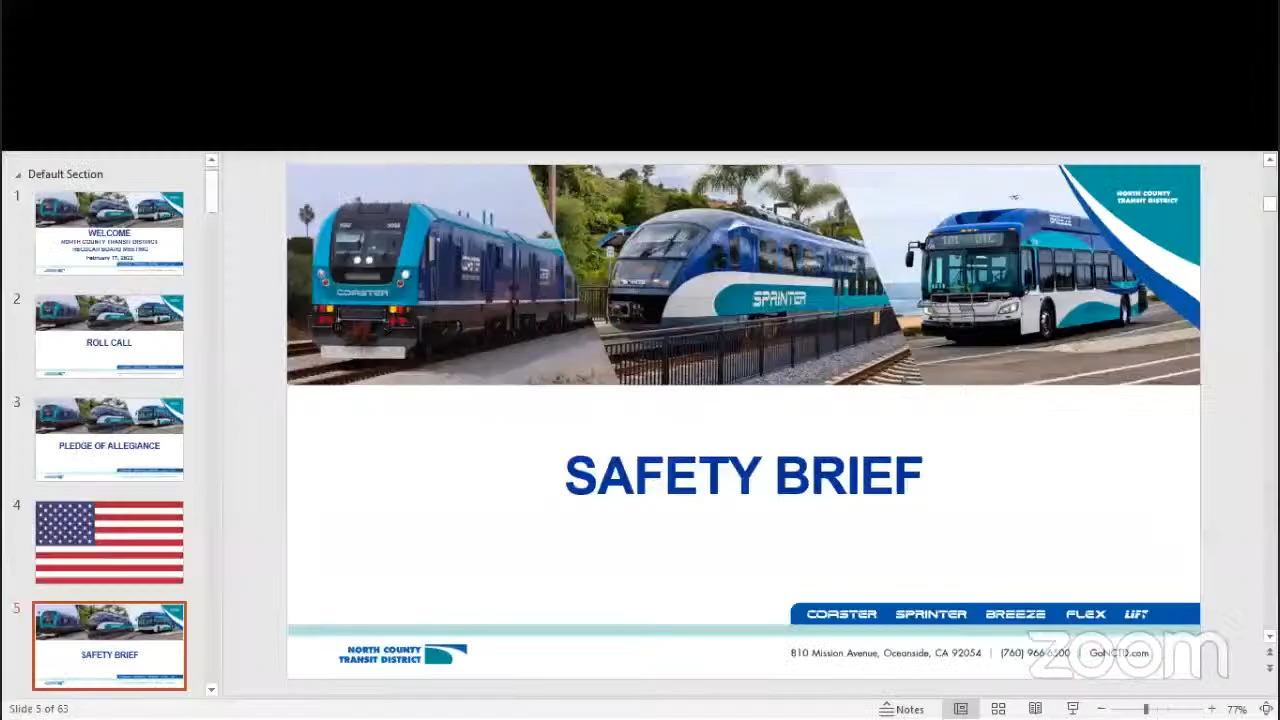 Default Section
1
WELCOME
NORTH COUNTY TRANSIT DISTRICT
February 17, 2022
2
ROLL CALL
3
PLEDGE OF ALLEGIANCE
4
5
SAFETY BRIEF
NORTH COUNTY
TRANSIT DISTRICT
COASTER
SPRINTER
BREEZE
SAFETY BRIEF
COASTER SPRINTER BREEZE FLEX LIFT
NORTH COUNTY
TRANSIT DISTRICT
810 Mission Avenue, Oceanside, CA 92054 | (760) 966-6500 | GoNCTD.com
zoom
Slide 5 of 63
Notes
77%